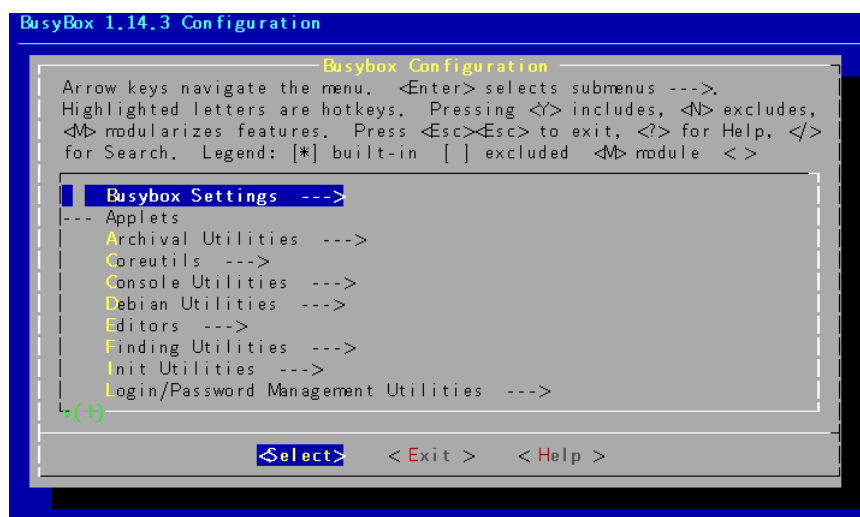 BusyBox 1.14.3 Configuration
Busybox Configuration
Arrow keys navigate the menu. <Enter> selects submenus --->.
Highlighted letters are hotkeys. Pressing <Y> includes, <N> excludes,
<M> modularizes features. Press <Esc><Esc> to exit, <?> for Help, </>
for Search. Legend: [*] built-in [ ] excluded <M> module < >
Busybox Settings --->
--- Applets
Archival Utilities --->
Coreutils --->
Console Utilities --->
Debian Utilities --->
Editors --->
Finding Utilities --->
Init Utilities --->
Login/Password Management Utilities --->
v(+)
<Select> < Exit > < Help >